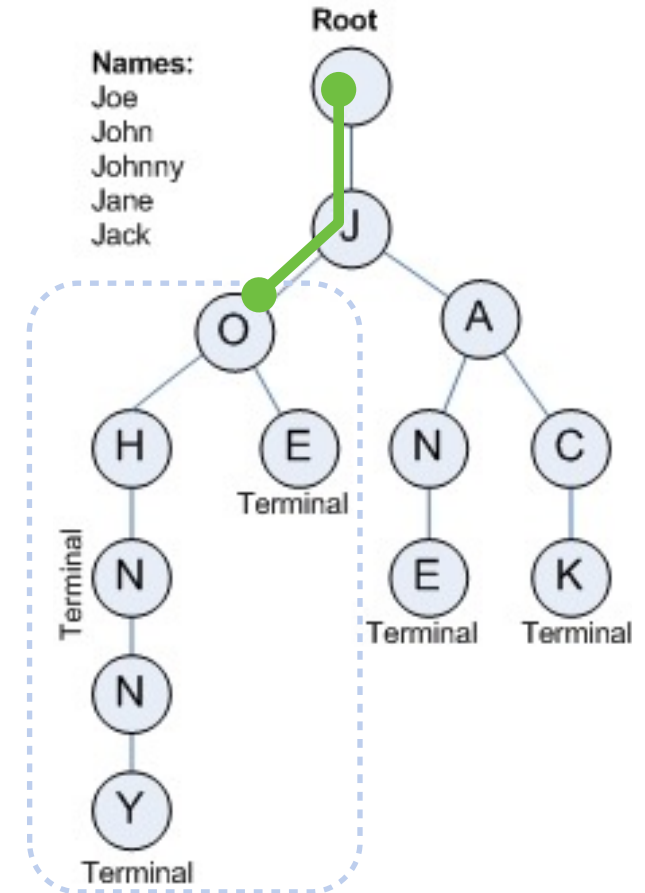 Root
Names:
Joe
John
Johnny
Jane
Jack
J
O
A
H
E
N
C
Terminal
Terminal
N
E
K
Terminal
Terminal
N
Y
Terminal